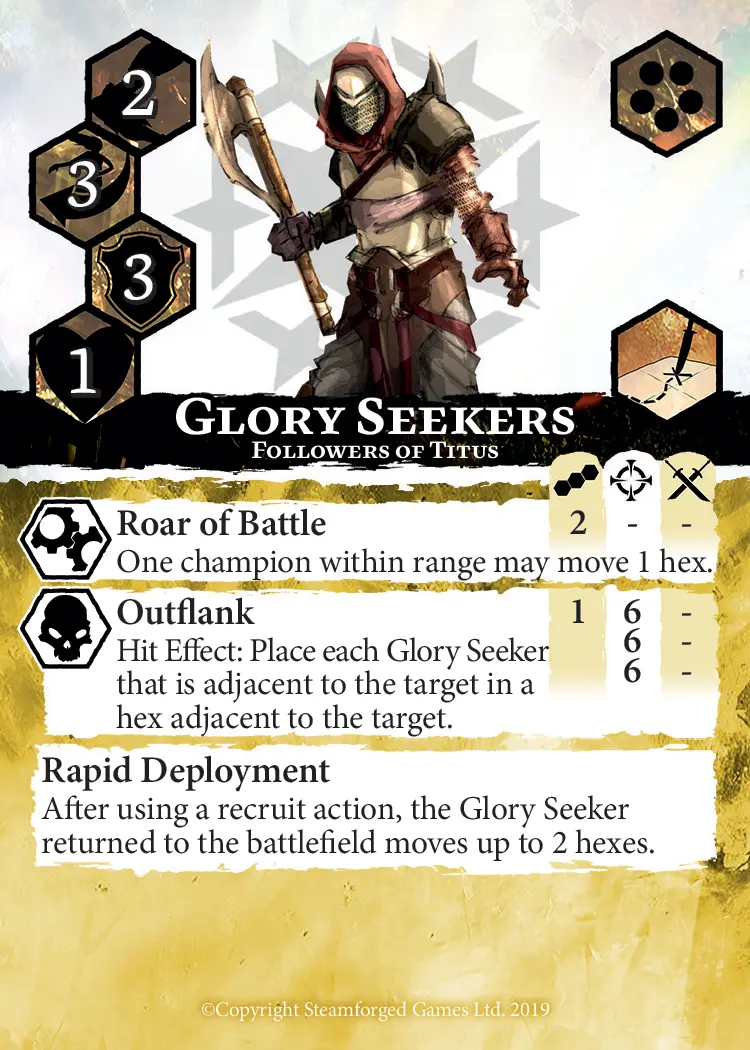 2
3
3
1
Glory Seekers
Followers of Titus
Roar of Battle 2 - -
One champion within range may move 1 hex.
Outflank 1 6 -
6 -
6 -
Hit Effect: Place each Glory Seeker
that is adjacent to the target in a
hex adjacent to the target.
Rapid Deployment
After using a recruit action, the Glory Seeker
returned to the battlefield moves up to 2 hexes.
©Copyright Steamforged Games Ltd. 2019